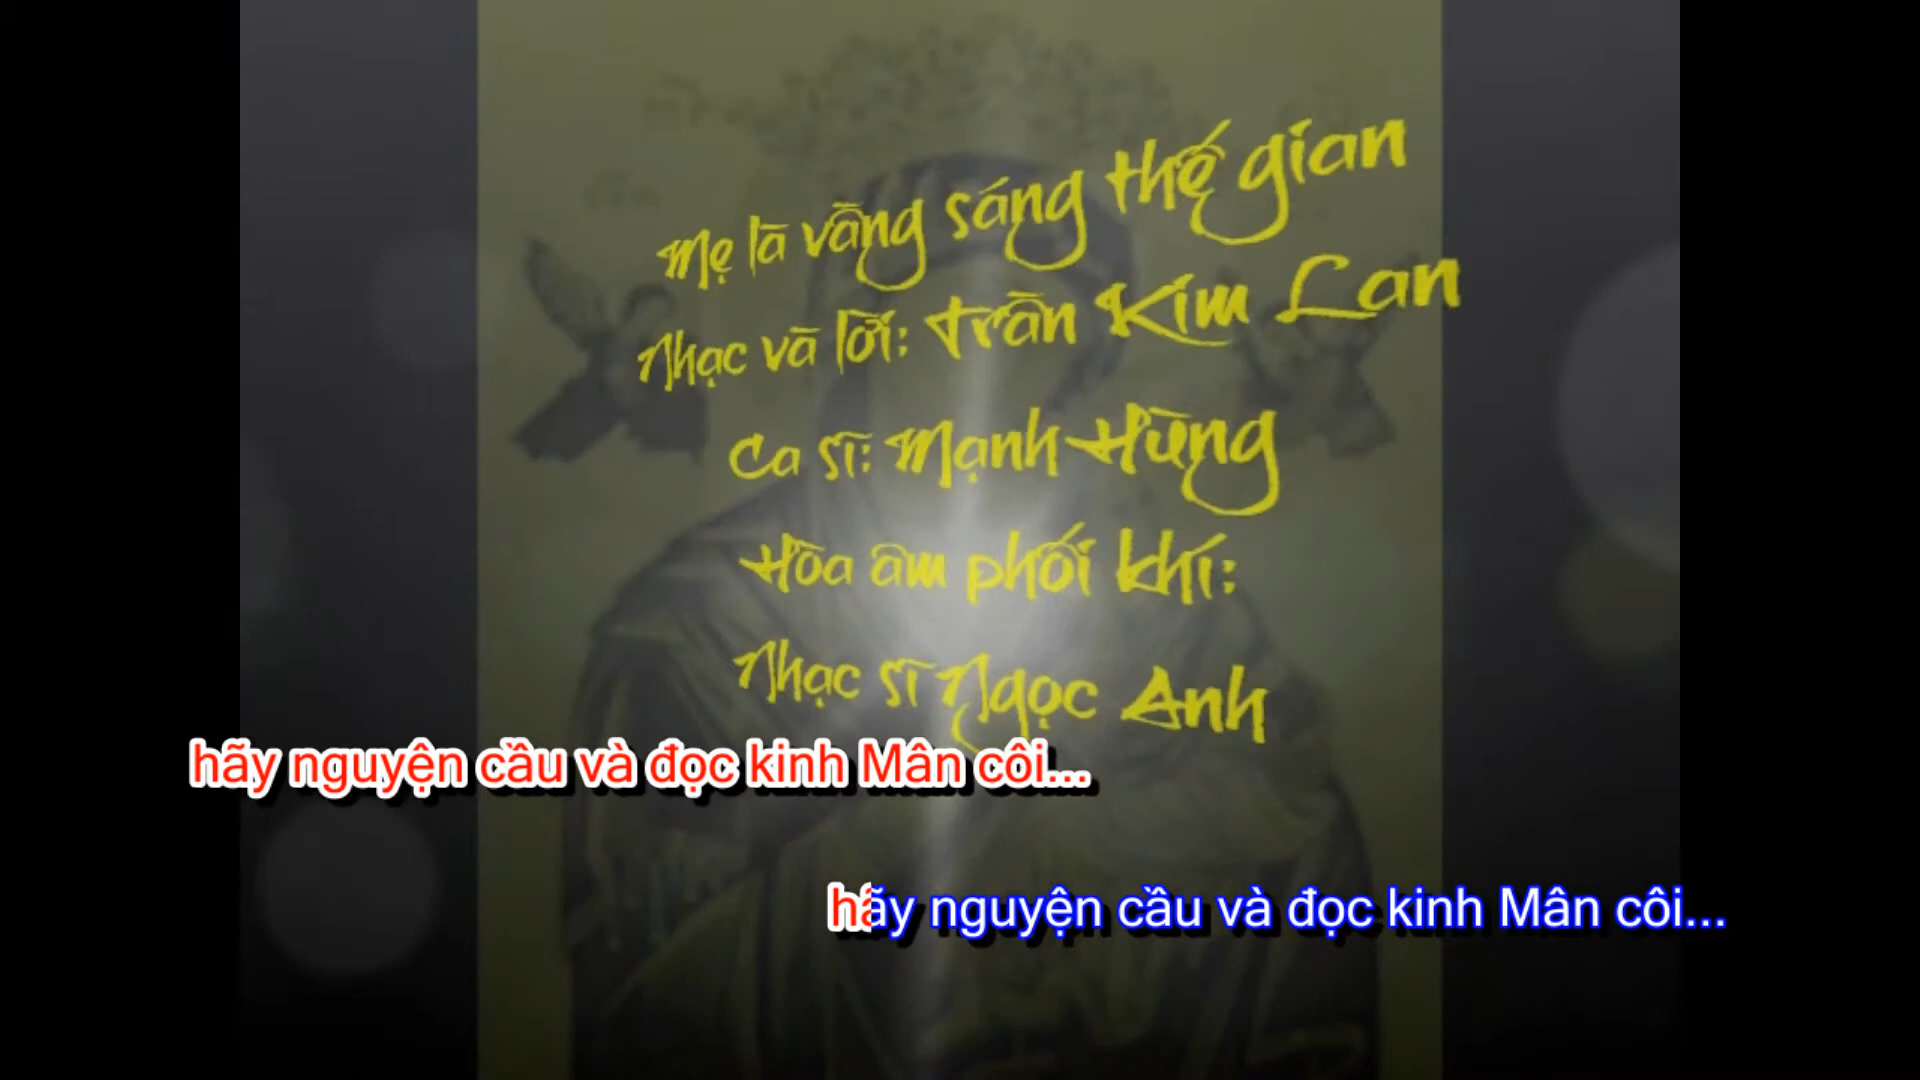 Mẹ là vầng sáng thế gian
Nhạc và lời: Trần Kim Lan
Ca sĩ: Mạnh Hùng
Hòa âm phối khí:
Nhạc sĩ Ngọc Anh
hãy nguyện cầu và đọc kinh Mân côi...
hãy nguyện cầu và đọc kinh Mân côi...